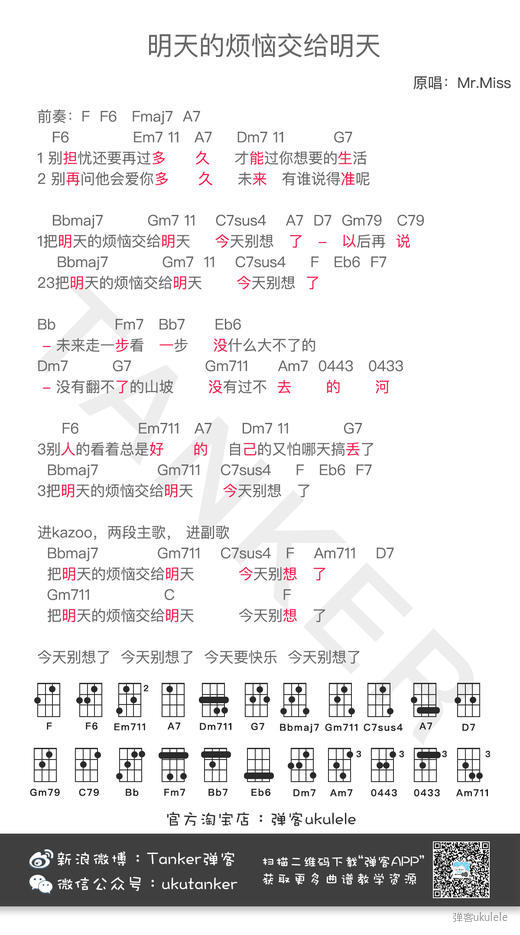 明天的烦恼交给明天
原唱：Mr.Miss
前奏：F F6 Fmaj7 A7
F6 Em7 11 A7 Dm7 11 G7
1 别担忧还要再过多 久 才能过你想要的生活
2 别再问他会爱你多 久 未来 有谁说得准呢
Bbmaj7 Gm7 11 C7sus4 A7 D7 Gm79 C79
1把明天的烦恼交给明天 今天别想 了 – 以后再 说
Bbmaj7 Gm7 11 C7sus4 F Eb6 F7
23把明天的烦恼交给明天 今天别想 了
Bb Fm7 Bb7 Eb6
– 未来走一步看 一步 没什么大不了的
Dm7 G7 Gm711 Am7 0443 0433
– 没有翻不了的山坡 没有过不 去 的 河
F6 Em711 A7 Dm7 11 G7
3别人的看着总是好 的 自己的又怕哪天搞丢了
Bbmaj7 Gm711 C7sus4 F Eb6 F7
3把明天的烦恼交给明天 今天别想 了
进kazoo，两段主歌， 进副歌
Bbmaj7 Gm711 C7sus4 F Am711 D7
把明天的烦恼交给明天 今天别想 了
Gm711 C F
把明天的烦恼交给明天 今天别想 了
今天别想了 今天别想了 今天要快乐 今天别想了
TANKER
2
F F6 Em711 A7 Dm711 G7 Bbmaj7 Gm711 C7sus4 A7 D7
3 3 3 3
Gm79 C79 Bb Fm7 Bb7 Eb6 Dm7 Am7 0443 0433 Am711
官方淘宝店：弹客ukulele
新浪微博：Tanker弹客
微信公众号：ukutanker
扫描二维码下载“弹客APP”
获取更多曲谱教学资源
弹客ukulele